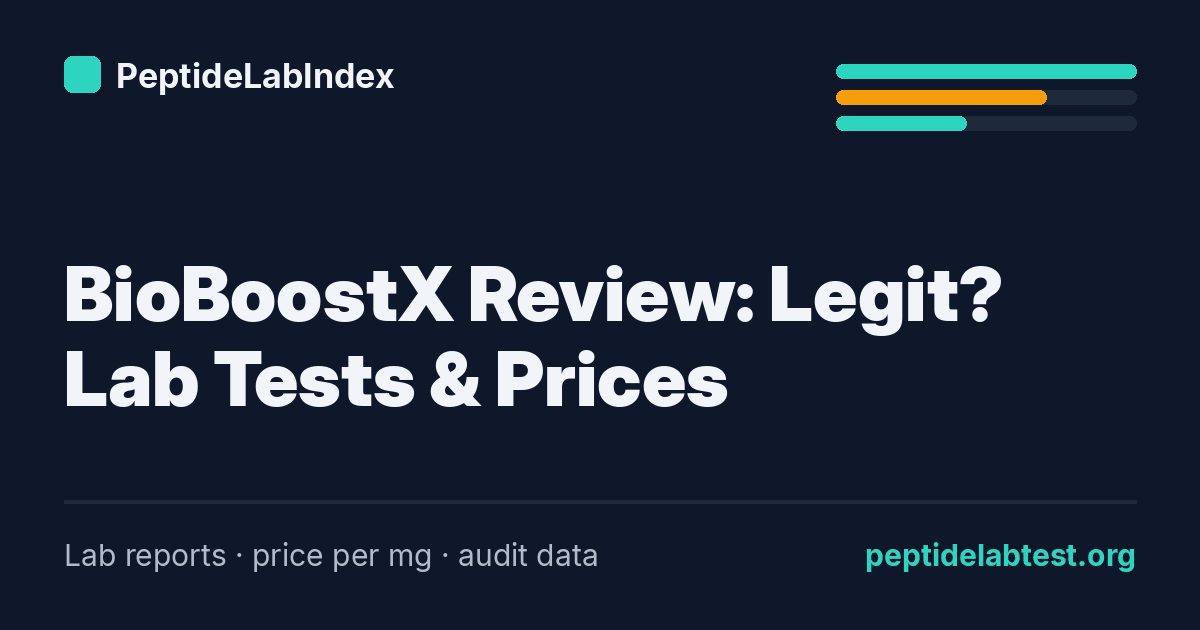 PeptideLabIndex
BioBoostX Review: Legit?
Lab Tests & Prices
Lab reports · price per mg · audit data
peptidelabtest.org